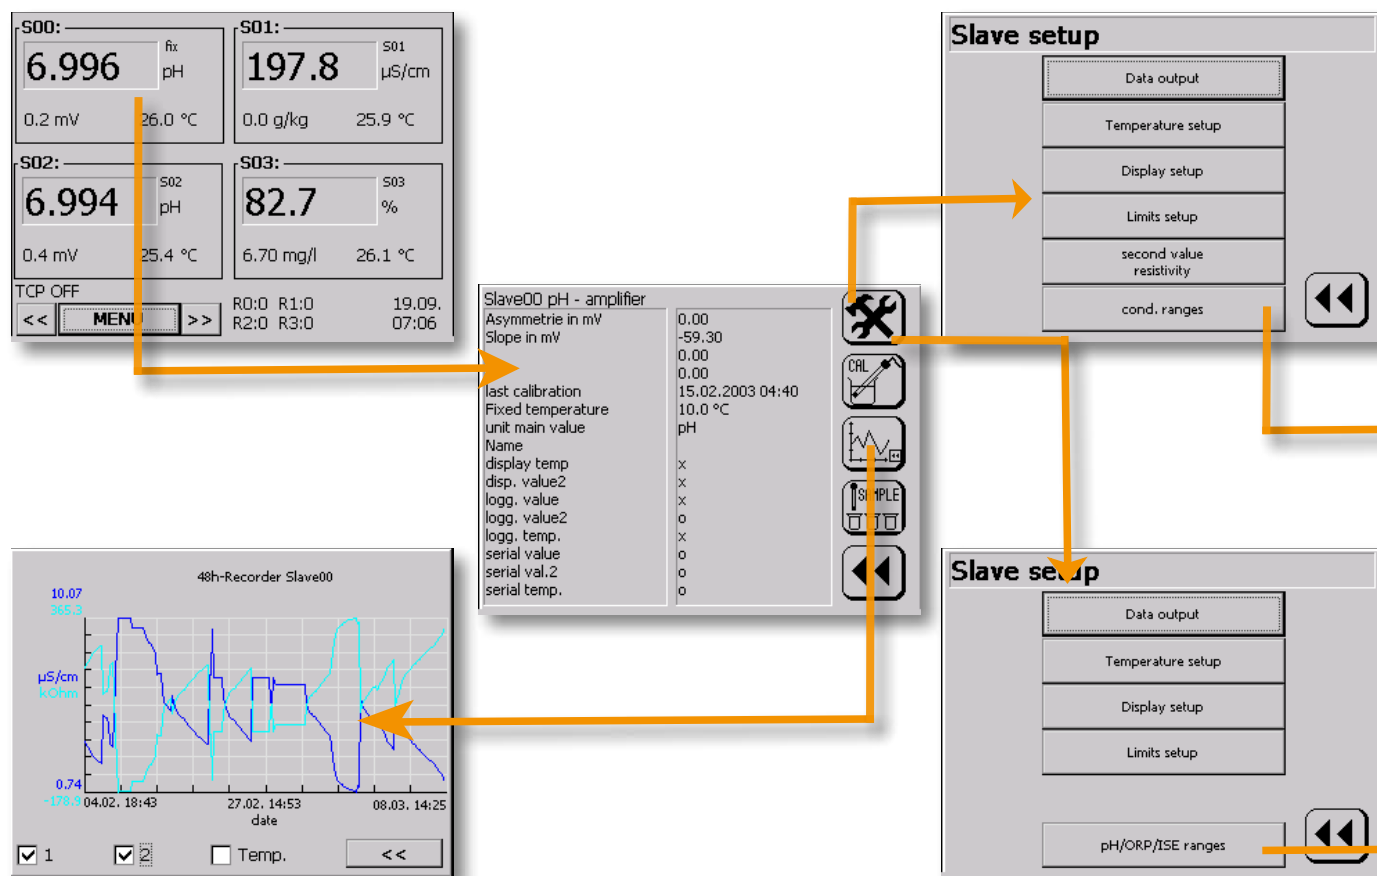 S00:
6.996
fix
pH
0.2 mV
26.0 °C
S01:
197.8
S01
µS/cm
0.0 g/kg
25.9 °C
S02:
6.994
S02
pH
0.4 mV
25.4 °C
S03:
82.7
S03
%
6.70 mg/l
26.1 °C
TCP OFF
<<
MENU
>>
R0:0 R1:0
R2:0 R3:0
19.09.
07:06
Slave00 pH - amplifier
Asymmetrie in mV 0.00
Slope in mV -59.30
0.00
0.00
last calibration 15.02.2003 04:40
Fixed temperature 10.0 °C
unit main value pH
Name
display temp x
disp. value2 x
logg. value x
logg. value2 o
logg. temp. x
serial value o
serial val.2 o
serial temp. o
CAL
SAMPLE
Slave setup
Data output
Temperature setup
Display setup
Limits setup
second value
resistivity
cond. ranges
48h-Recorder Slave00
10.07
365.3
µS/cm
kOhm
0.74
-178.9
04.02. 18:43
27.02. 14:53
08.03. 14:25
date
1
2
Temp.
<<
Slave setup
Data output
Temperature setup
Display setup
Limits setup
pH/ORP/ISE ranges